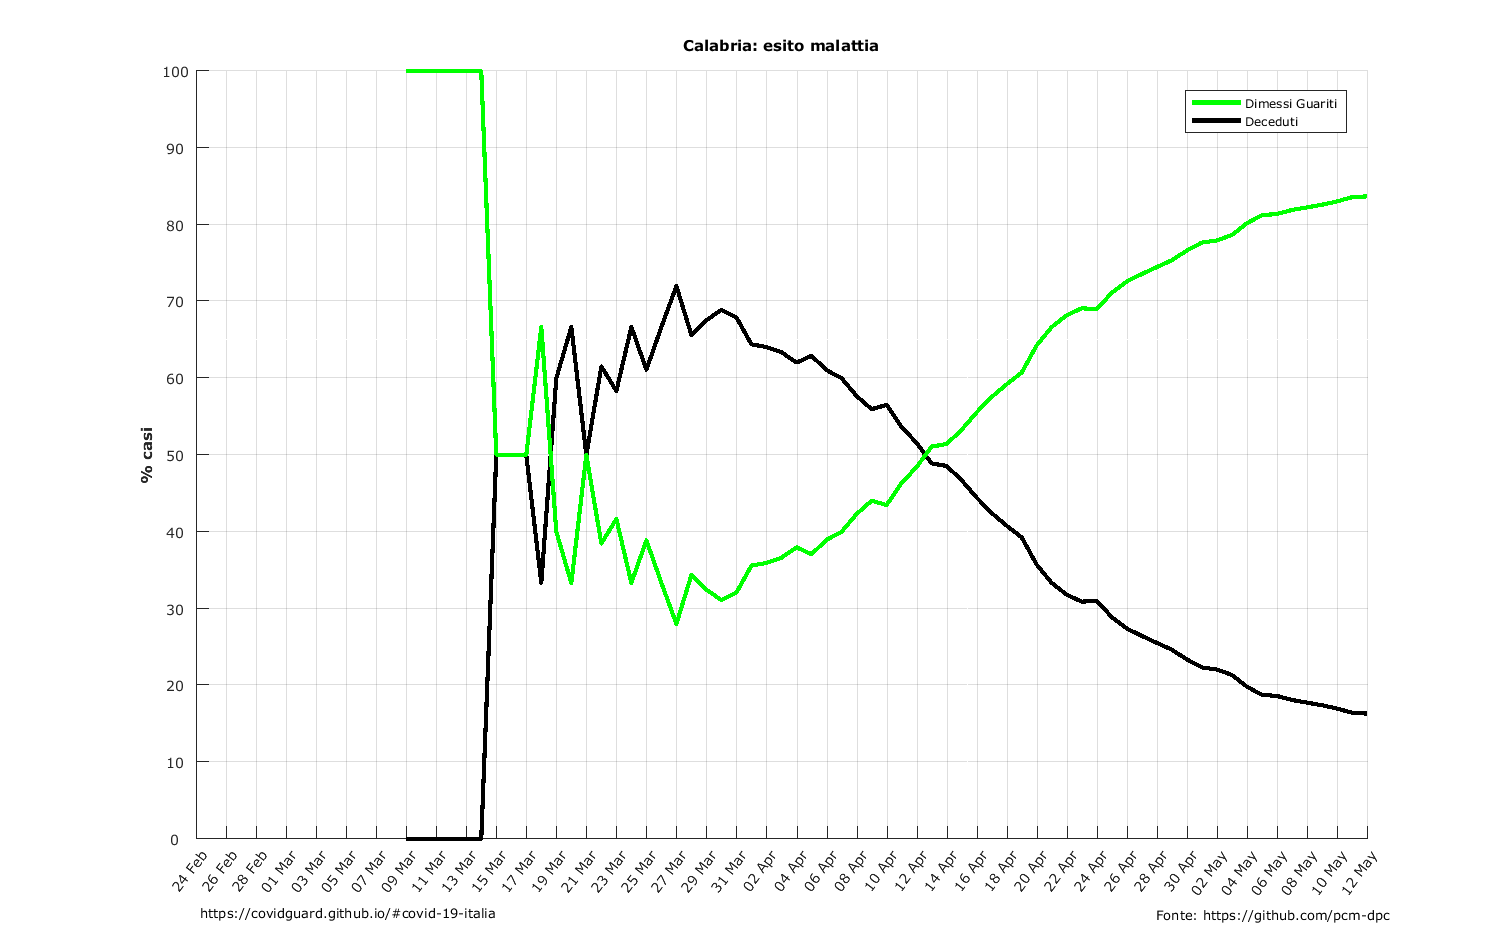 Calabria: esito malattia
100
90
80
70
60
50
40
30
20
10
0
% casi
Dimessi Guariti
Deceduti
24 Feb
26 Feb
28 Feb
01 Mar
03 Mar
05 Mar
07 Mar
09 Mar
11 Mar
13 Mar
15 Mar
17 Mar
19 Mar
21 Mar
23 Mar
25 Mar
27 Mar
29 Mar
31 Mar
02 Apr
04 Apr
06 Apr
08 Apr
10 Apr
12 Apr
14 Apr
16 Apr
18 Apr
20 Apr
22 Apr
24 Apr
26 Apr
28 Apr
30 Apr
02 May
04 May
06 May
08 May
10 May
12 May
https://covidguard.github.io/#covid-19-italia
Fonte: https://github.com/pcm-dpc